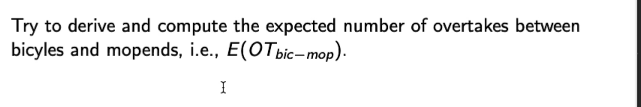 Try to derive and compute the expected number of overtakes between
bicyles and mopends, i.e., E(OT_{bic−mop}).